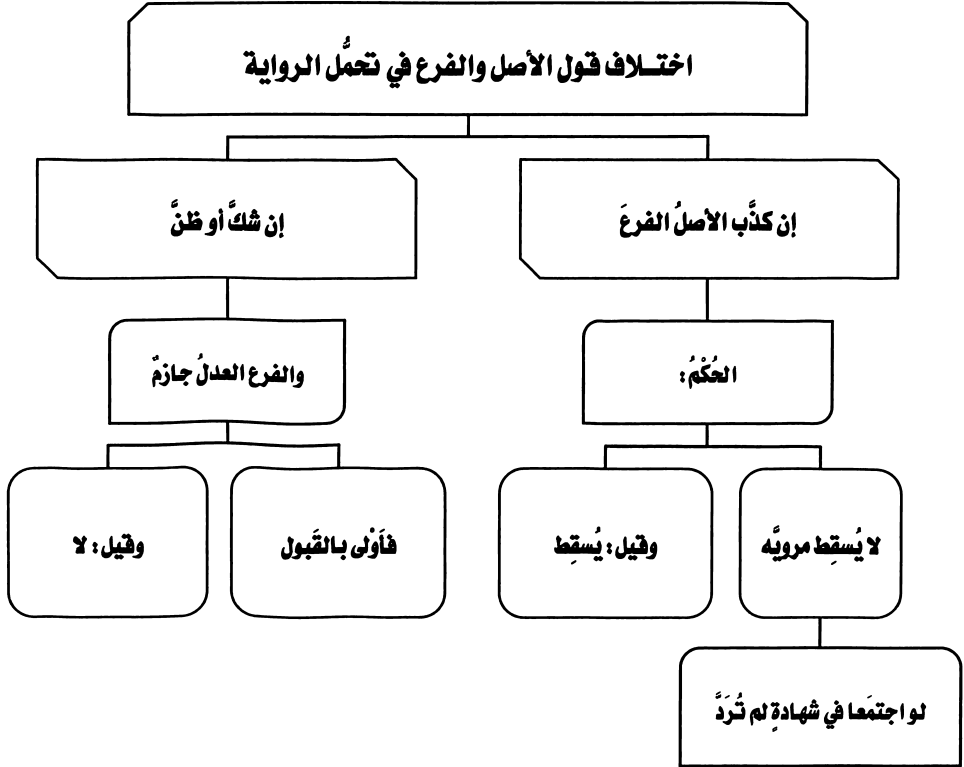 اختلاف قول الأصل والفرع في تحمُّل الرواية
إن كذَّب الأصلُ الفرعَ
إن شكَّ أو ظنَّ
الحُكْمُ:
والفرع العدلُ جازمٌ
لا يُسقِط مرويَّه
وقيل: يُسقِط
فأَوْلى بالقَبول
وقيل: لا
لو اجتمَعا في شهادةٍ لم تُرَدَّ